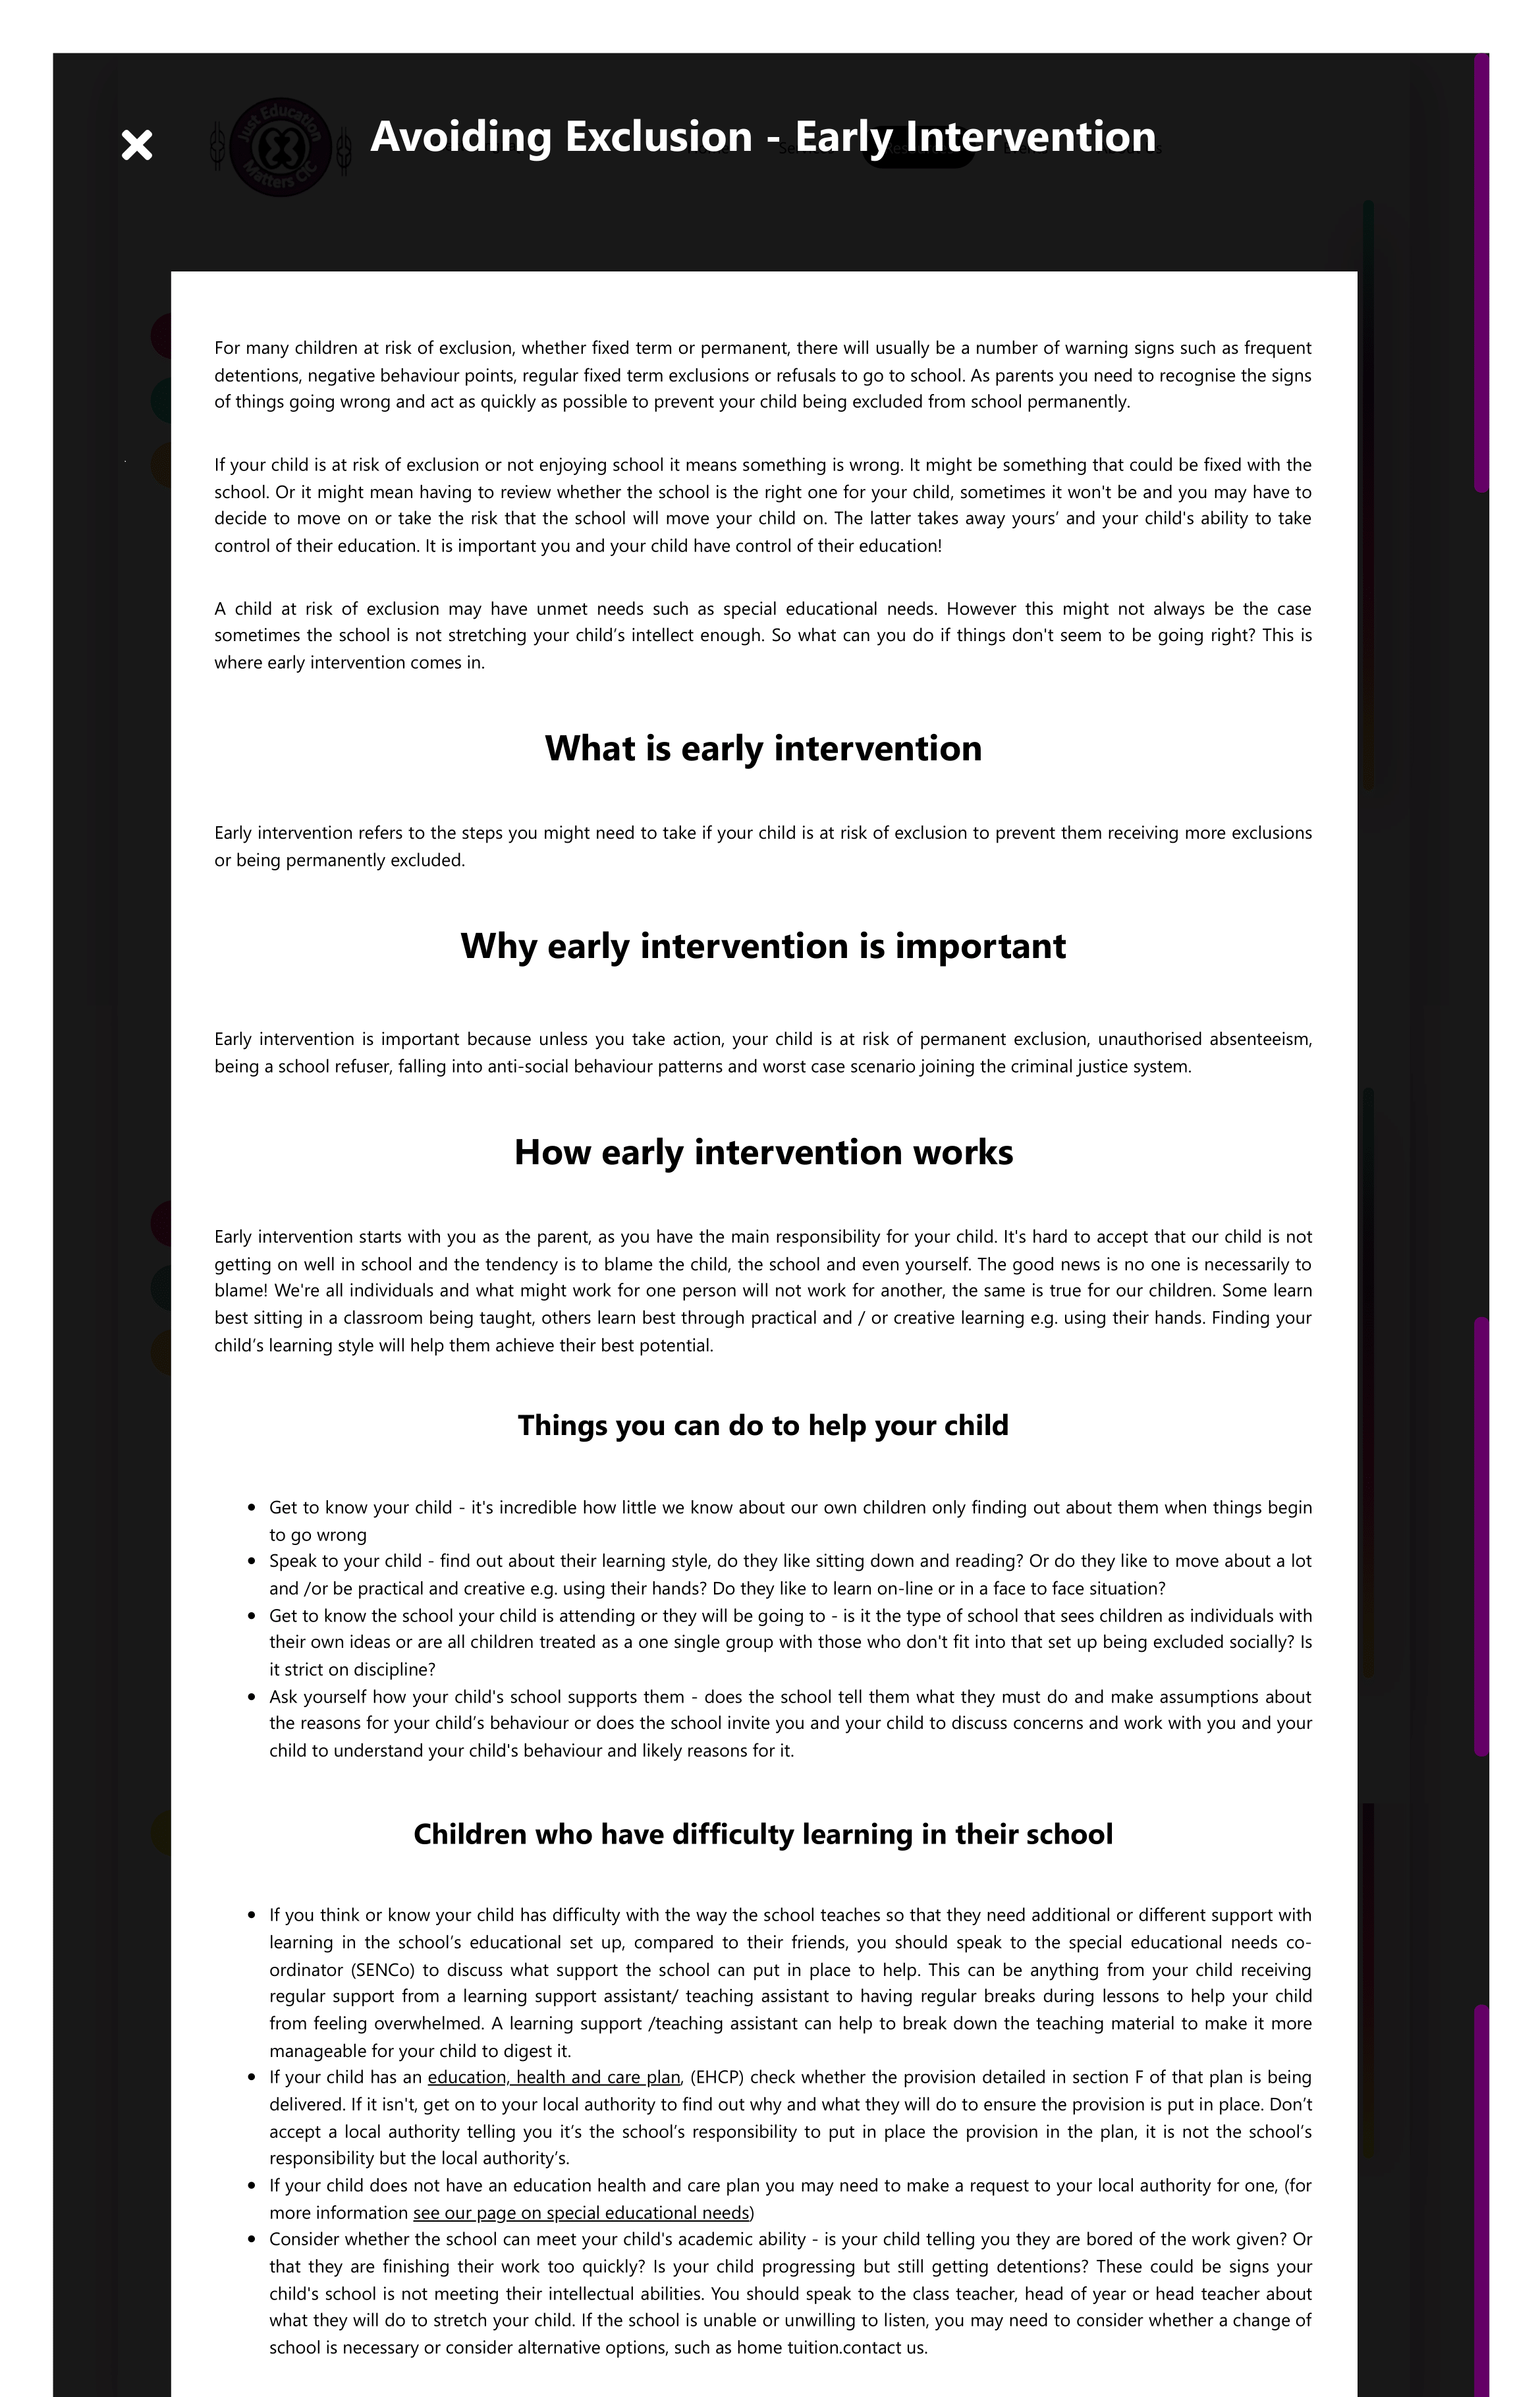 Just Education
Matters CIC
Avoiding Exclusion - Early Intervention
For many children at risk of exclusion, whether fixed term or permanent, there will usually be a number of warning signs such as frequent
detentions, negative behaviour points, regular fixed term exclusions or refusals to go to school. As parents you need to recognise the signs
of things going wrong and act as quickly as possible to prevent your child being excluded from school permanently.
If your child is at risk of exclusion or not enjoying school it means something is wrong. It might be something that could be fixed with the
school. Or it might mean having to review whether the school is the right one for your child, sometimes it won't be and you may have to
decide to move on or take the risk that the school will move your child on. The latter takes away yours’ and your child's ability to take
control of their education. It is important you and your child have control of their education!
A child at risk of exclusion may have unmet needs such as special educational needs. However this might not always be the case
sometimes the school is not stretching your child’s intellect enough. So what can you do if things don't seem to be going right? This is
where early intervention comes in.
What is early intervention
Early intervention refers to the steps you might need to take if your child is at risk of exclusion to prevent them receiving more exclusions
or being permanently excluded.
Why early intervention is important
Early intervention is important because unless you take action, your child is at risk of permanent exclusion, unauthorised absenteeism,
being a school refuser, falling into anti-social behaviour patterns and worst case scenario joining the criminal justice system.
How early intervention works
Early intervention starts with you as the parent, as you have the main responsibility for your child. It's hard to accept that our child is not
getting on well in school and the tendency is to blame the child, the school and even yourself. The good news is no one is necessarily to
blame! We're all individuals and what might work for one person will not work for another, the same is true for our children. Some learn
best sitting in a classroom being taught, others learn best through practical and / or creative learning e.g. using their hands. Finding your
child’s learning style will help them achieve their best potential.
Things you can do to help your child
• Get to know your child - it's incredible how little we know about our own children only finding out about them when things begin
to go wrong
• Speak to your child - find out about their learning style, do they like sitting down and reading? Or do they like to move about a lot
and /or be practical and creative e.g. using their hands? Do they like to learn on-line or in a face to face situation?
• Get to know the school your child is attending or they will be going to - is it the type of school that sees children as individuals with
their own ideas or are all children treated as a one single group with those who don't fit into that set up being excluded socially? Is
it strict on discipline?
• Ask yourself how your child's school supports them - does the school tell them what they must do and make assumptions about
the reasons for your child’s behaviour or does the school invite you and your child to discuss concerns and work with you and your
child to understand your child's behaviour and likely reasons for it.
Children who have difficulty learning in their school
• If you think or know your child has difficulty with the way the school teaches so that they need additional or different support with
learning in the school’s educational set up, compared to their friends, you should speak to the special educational needs co-
ordinator (SENCo) to discuss what support the school can put in place to help. This can be anything from your child receiving
regular support from a learning support assistant/ teaching assistant to having regular breaks during lessons to help your child
from feeling overwhelmed. A learning support /teaching assistant can help to break down the teaching material to make it more
manageable for your child to digest it.
• If your child has an education, health and care plan, (EHCP) check whether the provision detailed in section F of that plan is being
delivered. If it isn't, get on to your local authority to find out why and what they will do to ensure the provision is put in place. Don’t
accept a local authority telling you it’s the school’s responsibility to put in place the provision in the plan, it is not the school’s
responsibility but the local authority’s.
• If your child does not have an education health and care plan you may need to make a request to your local authority for one, (for
more information see our page on special educational needs)
• Consider whether the school can meet your child's academic ability - is your child telling you they are bored of the work given? Or
that they are finishing their work too quickly? Is your child progressing but still getting detentions? These could be signs your
child's school is not meeting their intellectual abilities. You should speak to the class teacher, head of year or head teacher about
what they will do to stretch your child. If the school is unable or unwilling to listen, you may need to consider whether a change of
school is necessary or consider alternative options, such as home tuition.contact us.